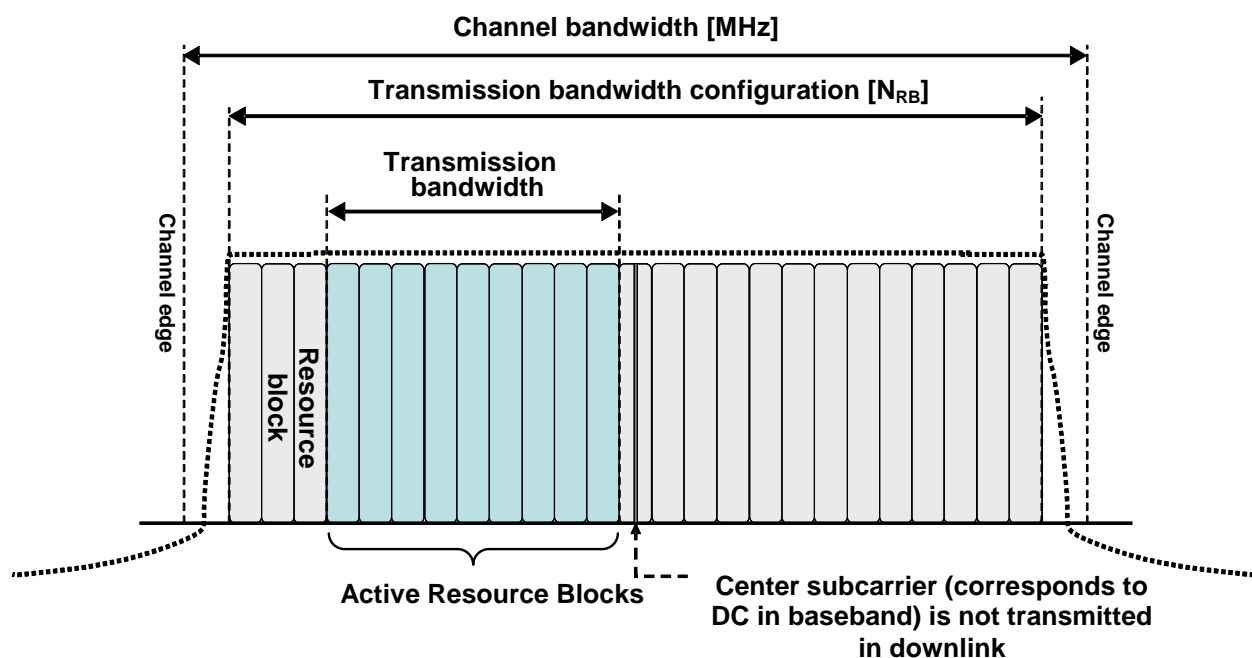 Channel bandwidth [MHz]
Transmission bandwidth configuration [NRB]
Transmission
bandwidth
Channel edge
Channel edge
Resource
block
Active Resource Blocks
Center subcarrier (corresponds to
DC in baseband) is not transmitted
in downlink